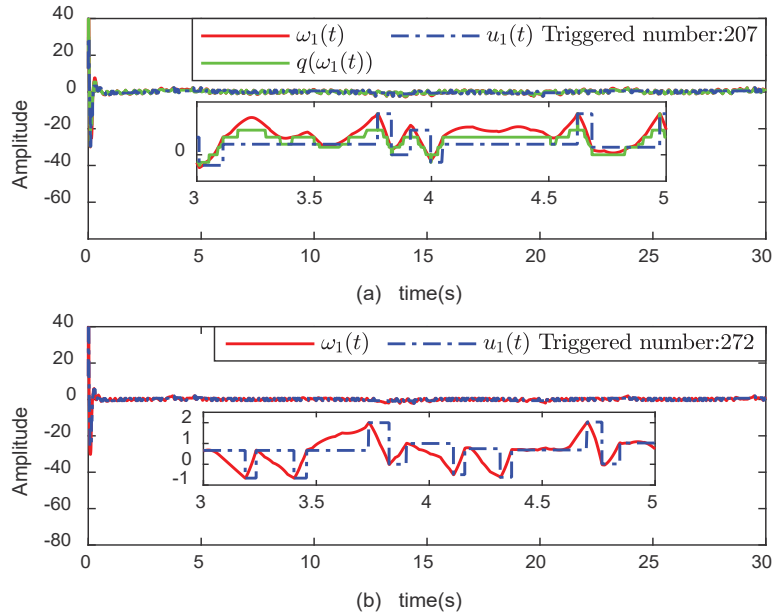 40
20
0
-20
-40
-60
Amplitude
ω₁(t) u₁(t) Triggered number:207
q(ω₁(t))
0
3 3.5 4 4.5 5
0 5 10 15 20 25 30
(a) time(s)
40
20
0
-20
-40
-60
-80
Amplitude
ω₁(t) u₁(t) Triggered number:272
2
1
0
-1
3 3.5 4 4.5 5
0 5 10 15 20 25 30
(b) time(s)